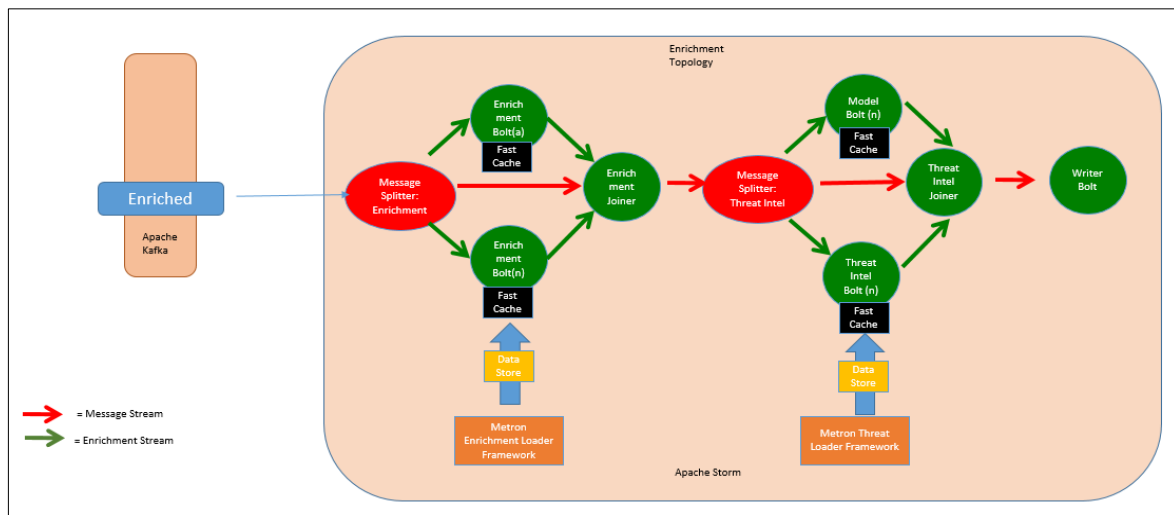 Enrichment
Topology
Enriched
Apache
Kafka
Message
Splitter:
Enrichment
Enrich
ment
Bolt(a)
Fast
Cache
Enrich
ment
Bolt(n)
Fast
Cache
Enrich
ment
Joiner
Message
Splitter:
Threat Intel
Model
Bolt (n)
Fast
Cache
Threat
Intel
Bolt (n)
Fast
Cache
Threat
Intel
Joiner
Writer
Bolt
Data
Store
Data
Store
Metron
Enrichment Loader
Framework
Metron Threat
Loader Framework
= Message Stream
= Enrichment Stream
Apache Storm